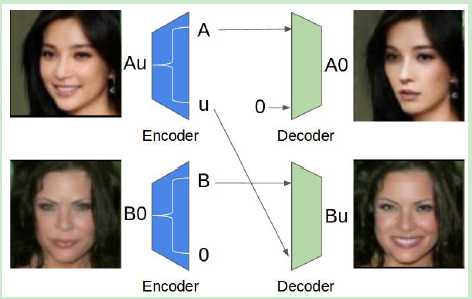 A
Au
A0
u
0
Encoder
Decoder
B
B0
Bu
0
Encoder
Decoder